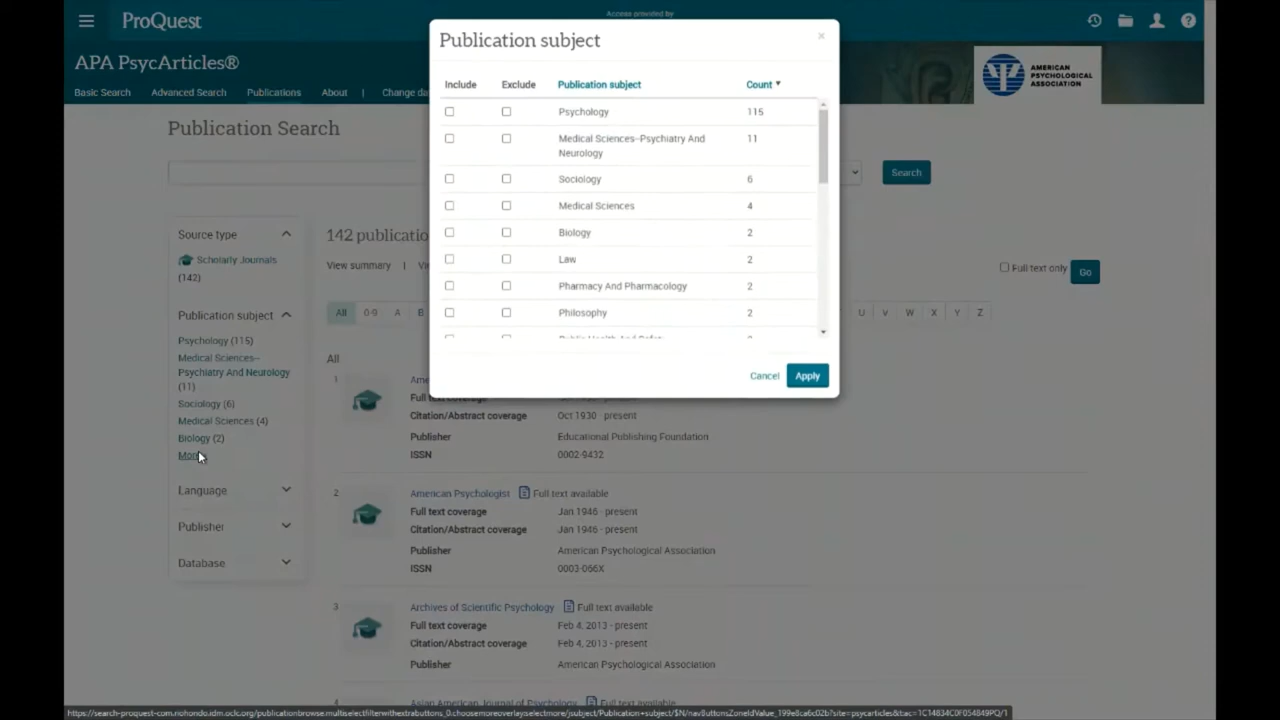 Access provided by
ProQuest
APA PsycArticles®
AMERICAN
PSYCHOLOGICAL
ASSOCIATION
Basic Search Advanced Search Publications About | Change da
Publication Search
Search
Publication subject ×
Include Exclude Publication subject Count
Psychology 115
Medical Sciences--Psychiatry And
Neurology 11
Sociology 6
Medical Sciences 4
Biology 2
Law 2
Pharmacy And Pharmacology 2
Philosophy 2
Cancel Apply
Source type
Scholarly Journals
(142)
Publication subject
Psychology (115)
Medical Sciences--
Psychiatry And Neurology
(11)
Sociology (6)
Medical Sciences (4)
Biology (2)
Language
Publisher
Database
142 publicatio
View summary |
Full text only Go
All 0-9 A B U V W X Y Z
All
1
Citation/Abstract coverage Oct 1930 - present
Publisher Educational Publishing Foundation
ISSN 0002-9432
2 American Psychologist Full text available
Full text coverage Jan 1946 - present
Citation/Abstract coverage Jan 1946 - present
Publisher American Psychological Association
ISSN 0003-066X
3 Archives of Scientific Psychology Full text available
Full text coverage Feb 4, 2013 - present
Citation/Abstract coverage Feb 4, 2013 - present
Publisher American Psychological Association
Asian American Journal of Psychology Full text available